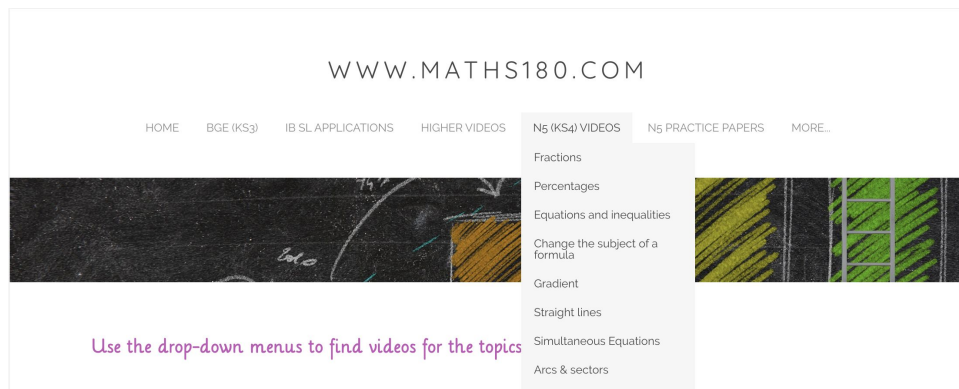 WWW.MATHS180.COM
HOME BGE (KS3) IB SL APPLICATIONS HIGHER VIDEOS N5 (KS4) VIDEOS N5 PRACTICE PAPERS MORE...
Fractions
Percentages
Equations and inequalities
Change the subject of a
formula
Gradient
Straight lines
Simultaneous Equations
Arcs & sectors
Use the drop-down menus to find videos for the topics